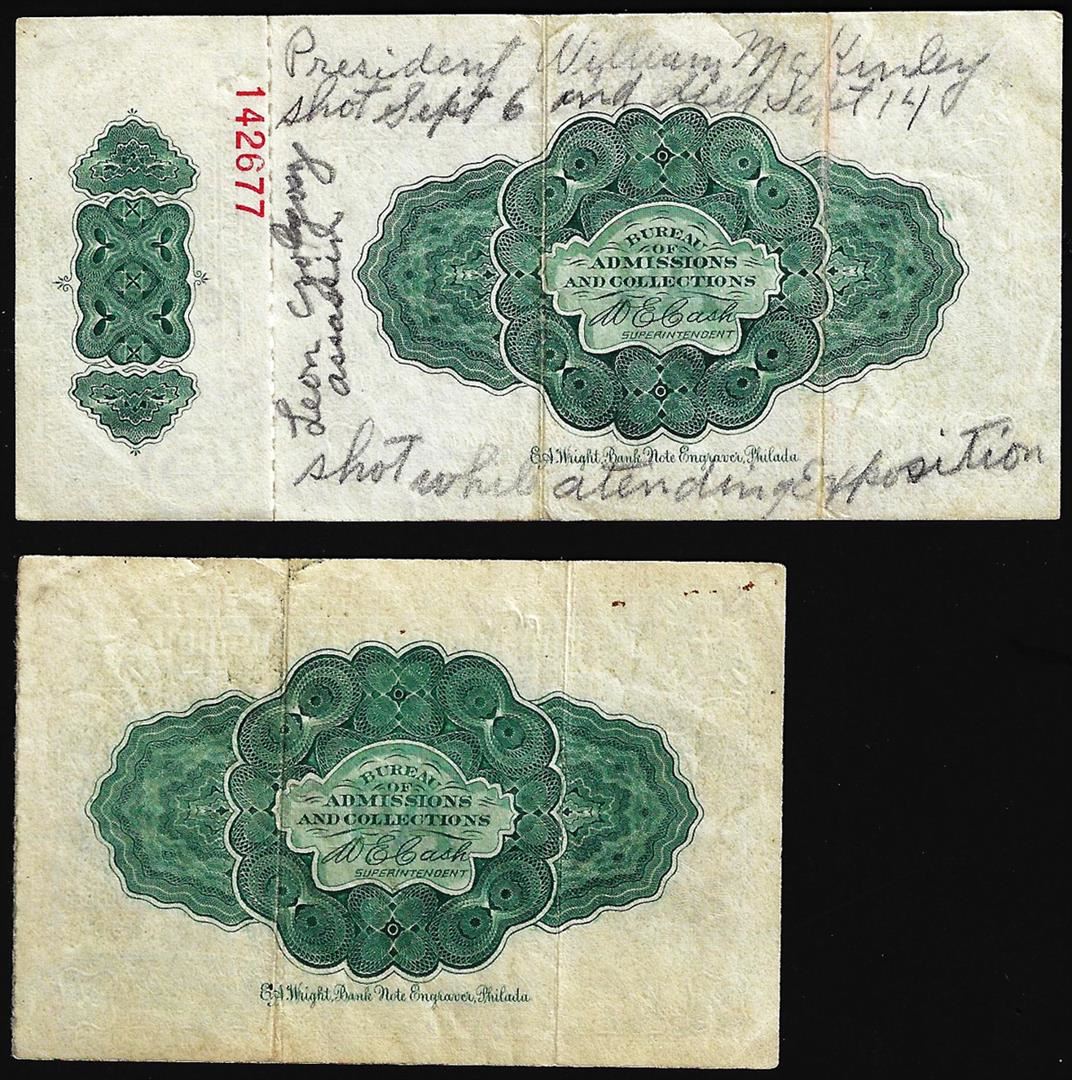 President William McKinley
shot Sept 6 and died Sept 14
142677
Leon
assassin
BUREAU
OF
ADMISSIONS
AND COLLECTIONS
W E Cash
SUPERINTENDENT
E.A. Wright, Bank Note Engraver, Philada
shot while atending Exposition
BUREAU
OF
ADMISSIONS
AND COLLECTIONS
W E Cash
SUPERINTENDENT
E.A. Wright, Bank Note Engraver, Philada